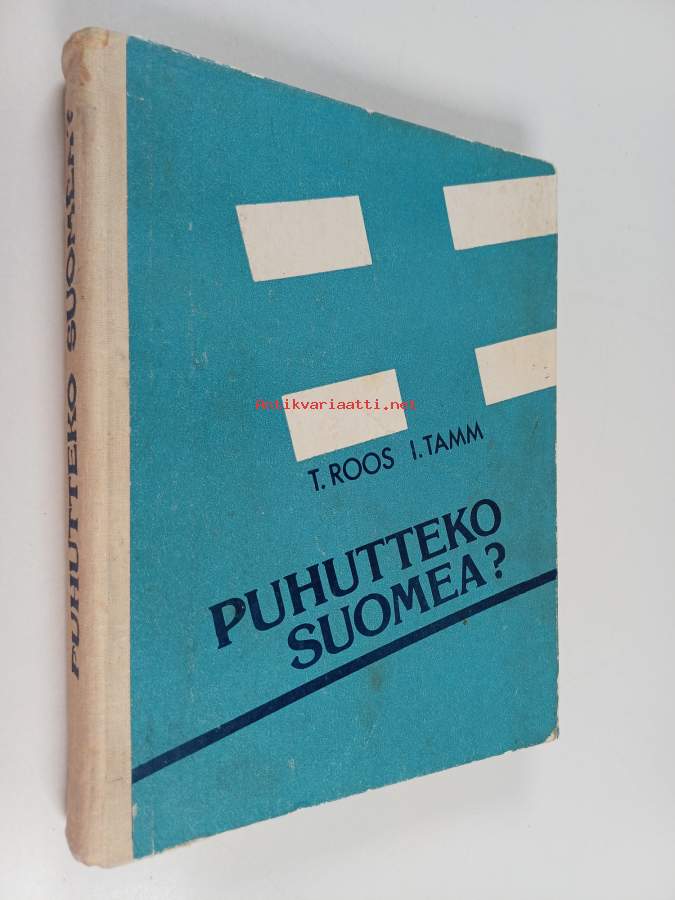 PUHUTTEKO SUOMEA?
Antikvariaatti.net
T. ROOS I. TAMM
PUHUTTEKO
SUOMEA?